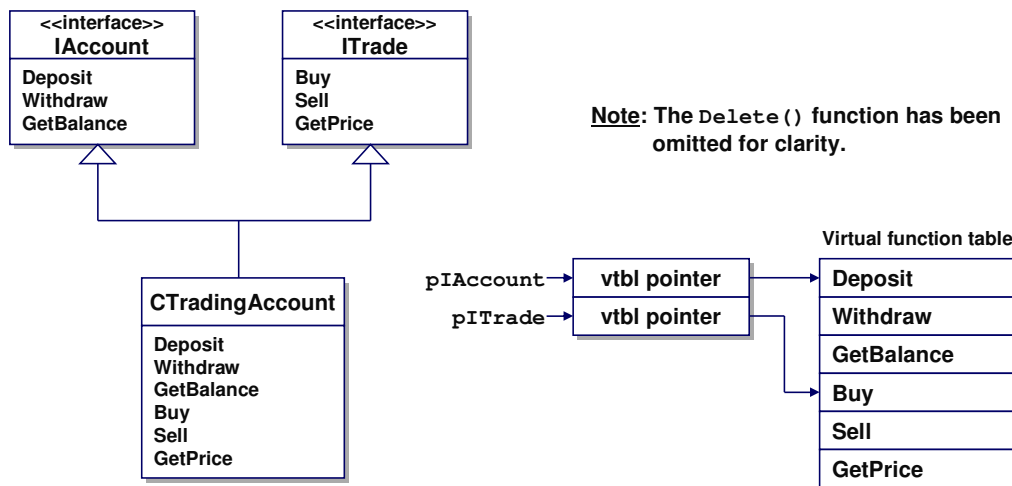 <<interface>>
IAccount
Deposit
Withdraw
GetBalance
<<interface>>
ITrade
Buy
Sell
GetPrice
Note: The Delete() function has been
omitted for clarity.
CTradingAccount
Deposit
Withdraw
GetBalance
Buy
Sell
GetPrice
Virtual function table
pIAccount
vtbl pointer
pITrade
vtbl pointer
Deposit
Withdraw
GetBalance
Buy
Sell
GetPrice